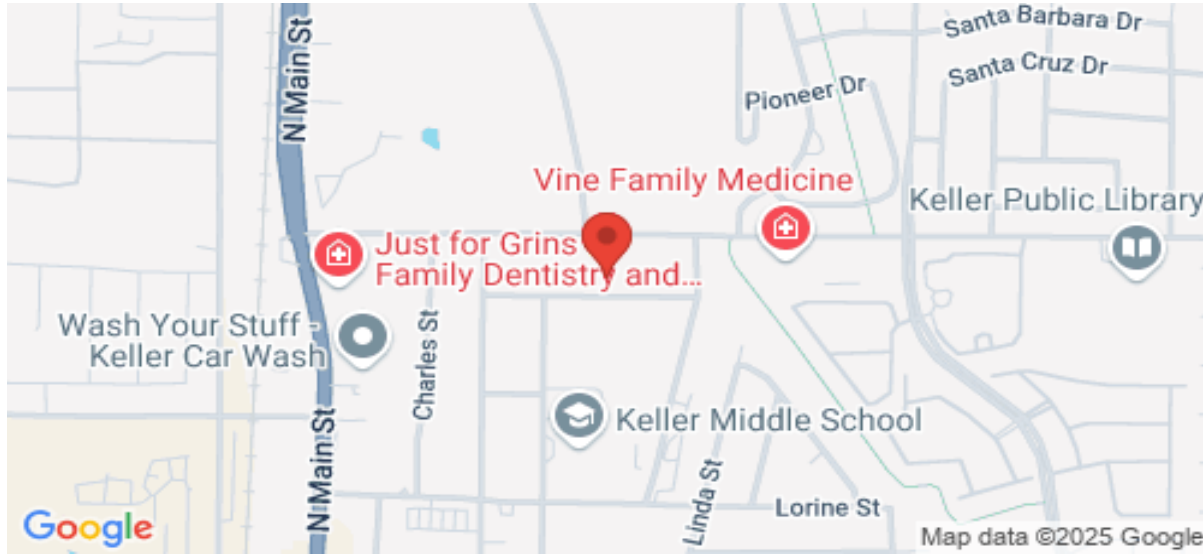 Santa Barbara Dr
Santa Cruz Dr
N Main St
Pioneer Dr
Vine Family Medicine
Keller Public Library
Just for Grins
Family Dentistry and...
Wash Your Stuff -
Keller Car Wash
Charles St
Keller Middle School
N Main St
Linda St
Lorine St
Google
Map data ©2025 Google